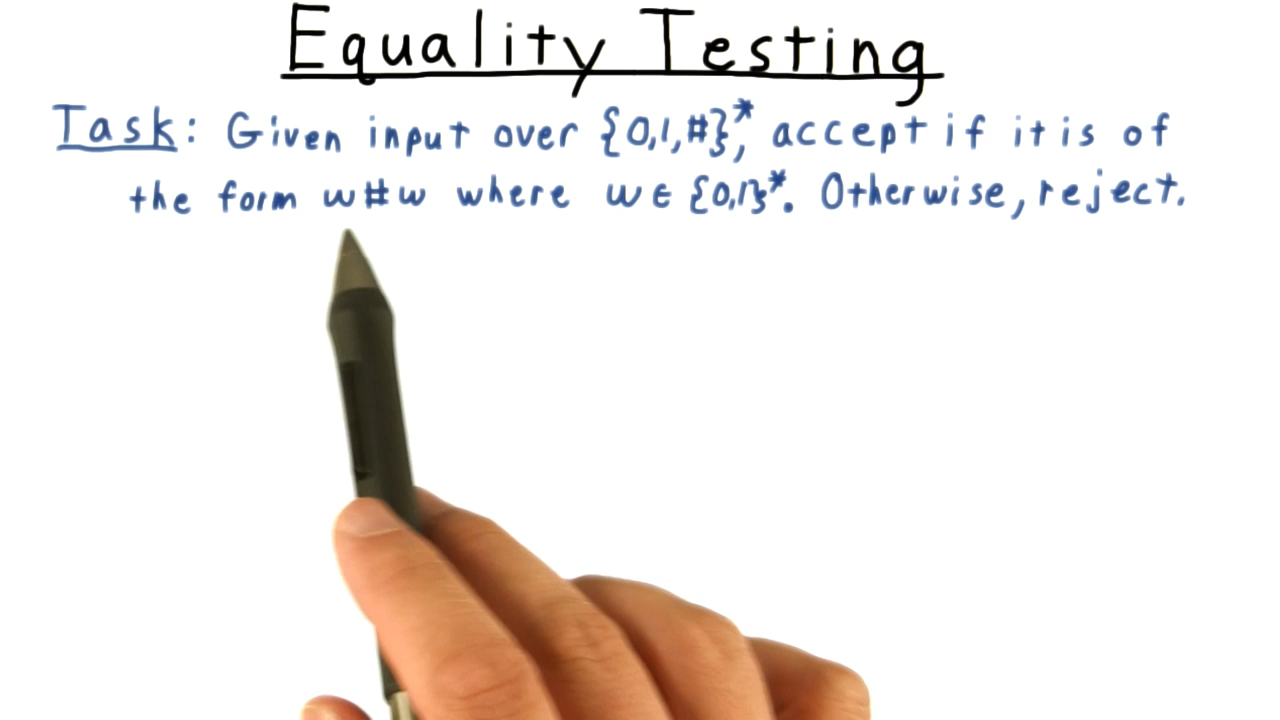 Equality Testing
Task: Given input over {0,1,#}*, accept if it is of
the form w#w where w ∈ {0,1}*. Otherwise, reject.